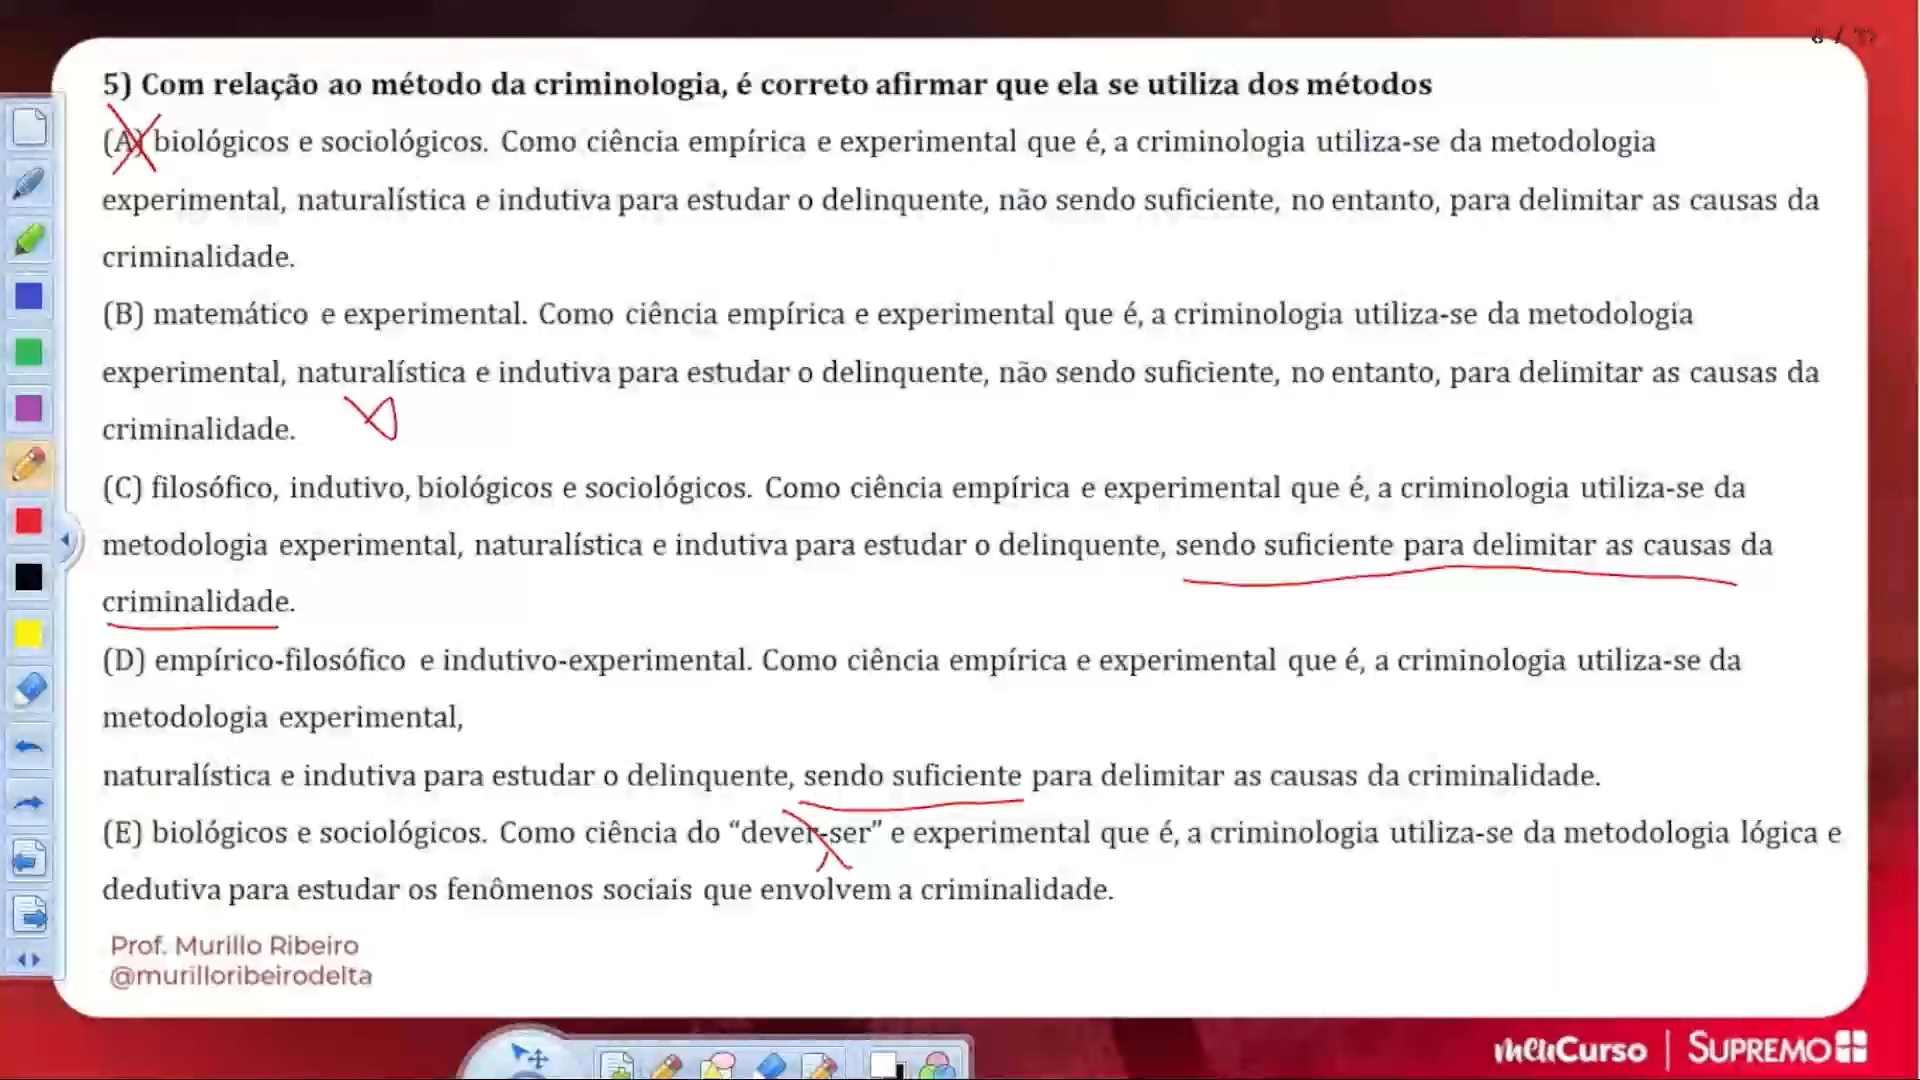 5) Com relação ao método da criminologia, é correto afirmar que ela se utiliza dos métodos
(A) biológicos e sociológicos. Como ciência empírica e experimental que é, a criminologia utiliza-se da metodologia
experimental, naturalística e indutiva para estudar o delinquente, não sendo suficiente, no entanto, para delimitar as causas da
criminalidade.
(B) matemático e experimental. Como ciência empírica e experimental que é, a criminologia utiliza-se da metodologia
experimental, naturalística e indutiva para estudar o delinquente, não sendo suficiente, no entanto, para delimitar as causas da
criminalidade.
(C) filosófico, indutivo, biológicos e sociológicos. Como ciência empírica e experimental que é, a criminologia utiliza-se da
metodologia experimental, naturalística e indutiva para estudar o delinquente, sendo suficiente para delimitar as causas da
criminalidade.
(D) empírico-filosófico e indutivo-experimental. Como ciência empírica e experimental que é, a criminologia utiliza-se da
metodologia experimental,
naturalística e indutiva para estudar o delinquente, sendo suficiente para delimitar as causas da criminalidade.
(E) biológicos e sociológicos. Como ciência do “dever-ser” e experimental que é, a criminologia utiliza-se da metodologia lógica e
dedutiva para estudar os fenômenos sociais que envolvem a criminalidade.
Prof. Murillo Ribeiro
@murilloribeirodelta
meuCurso | SUPREMO